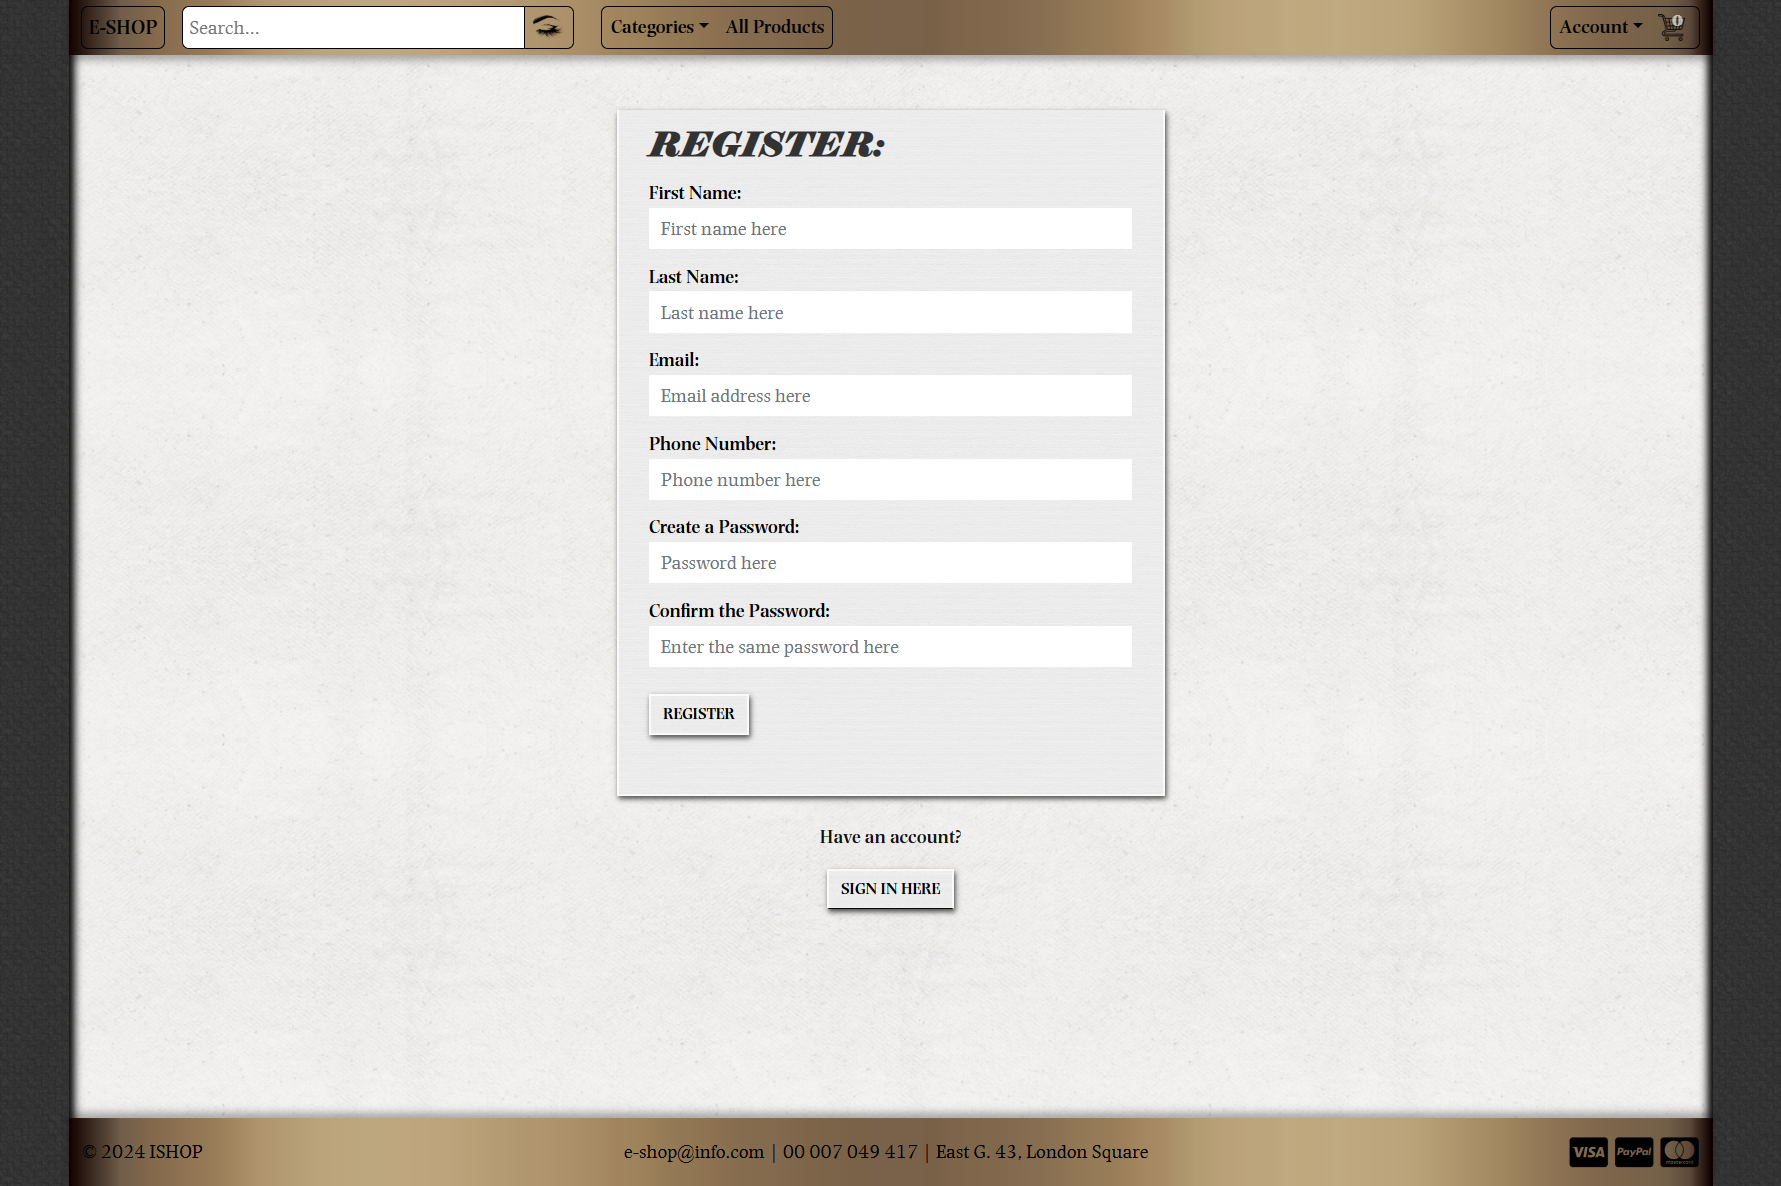 E-SHOP
Search...
Categories
All Products
Account
REGISTER:
First Name:
First name here
Last Name:
Last name here
Email:
Email address here
Phone Number:
Phone number here
Create a Password:
Password here
Confirm the Password:
Enter the same password here
REGISTER
Have an account?
SIGN IN HERE
© 2024 ISHOP
e-shop@info.com | 00 007 049 417 | East G. 43, London Square
VISA
PayPal
mastercard